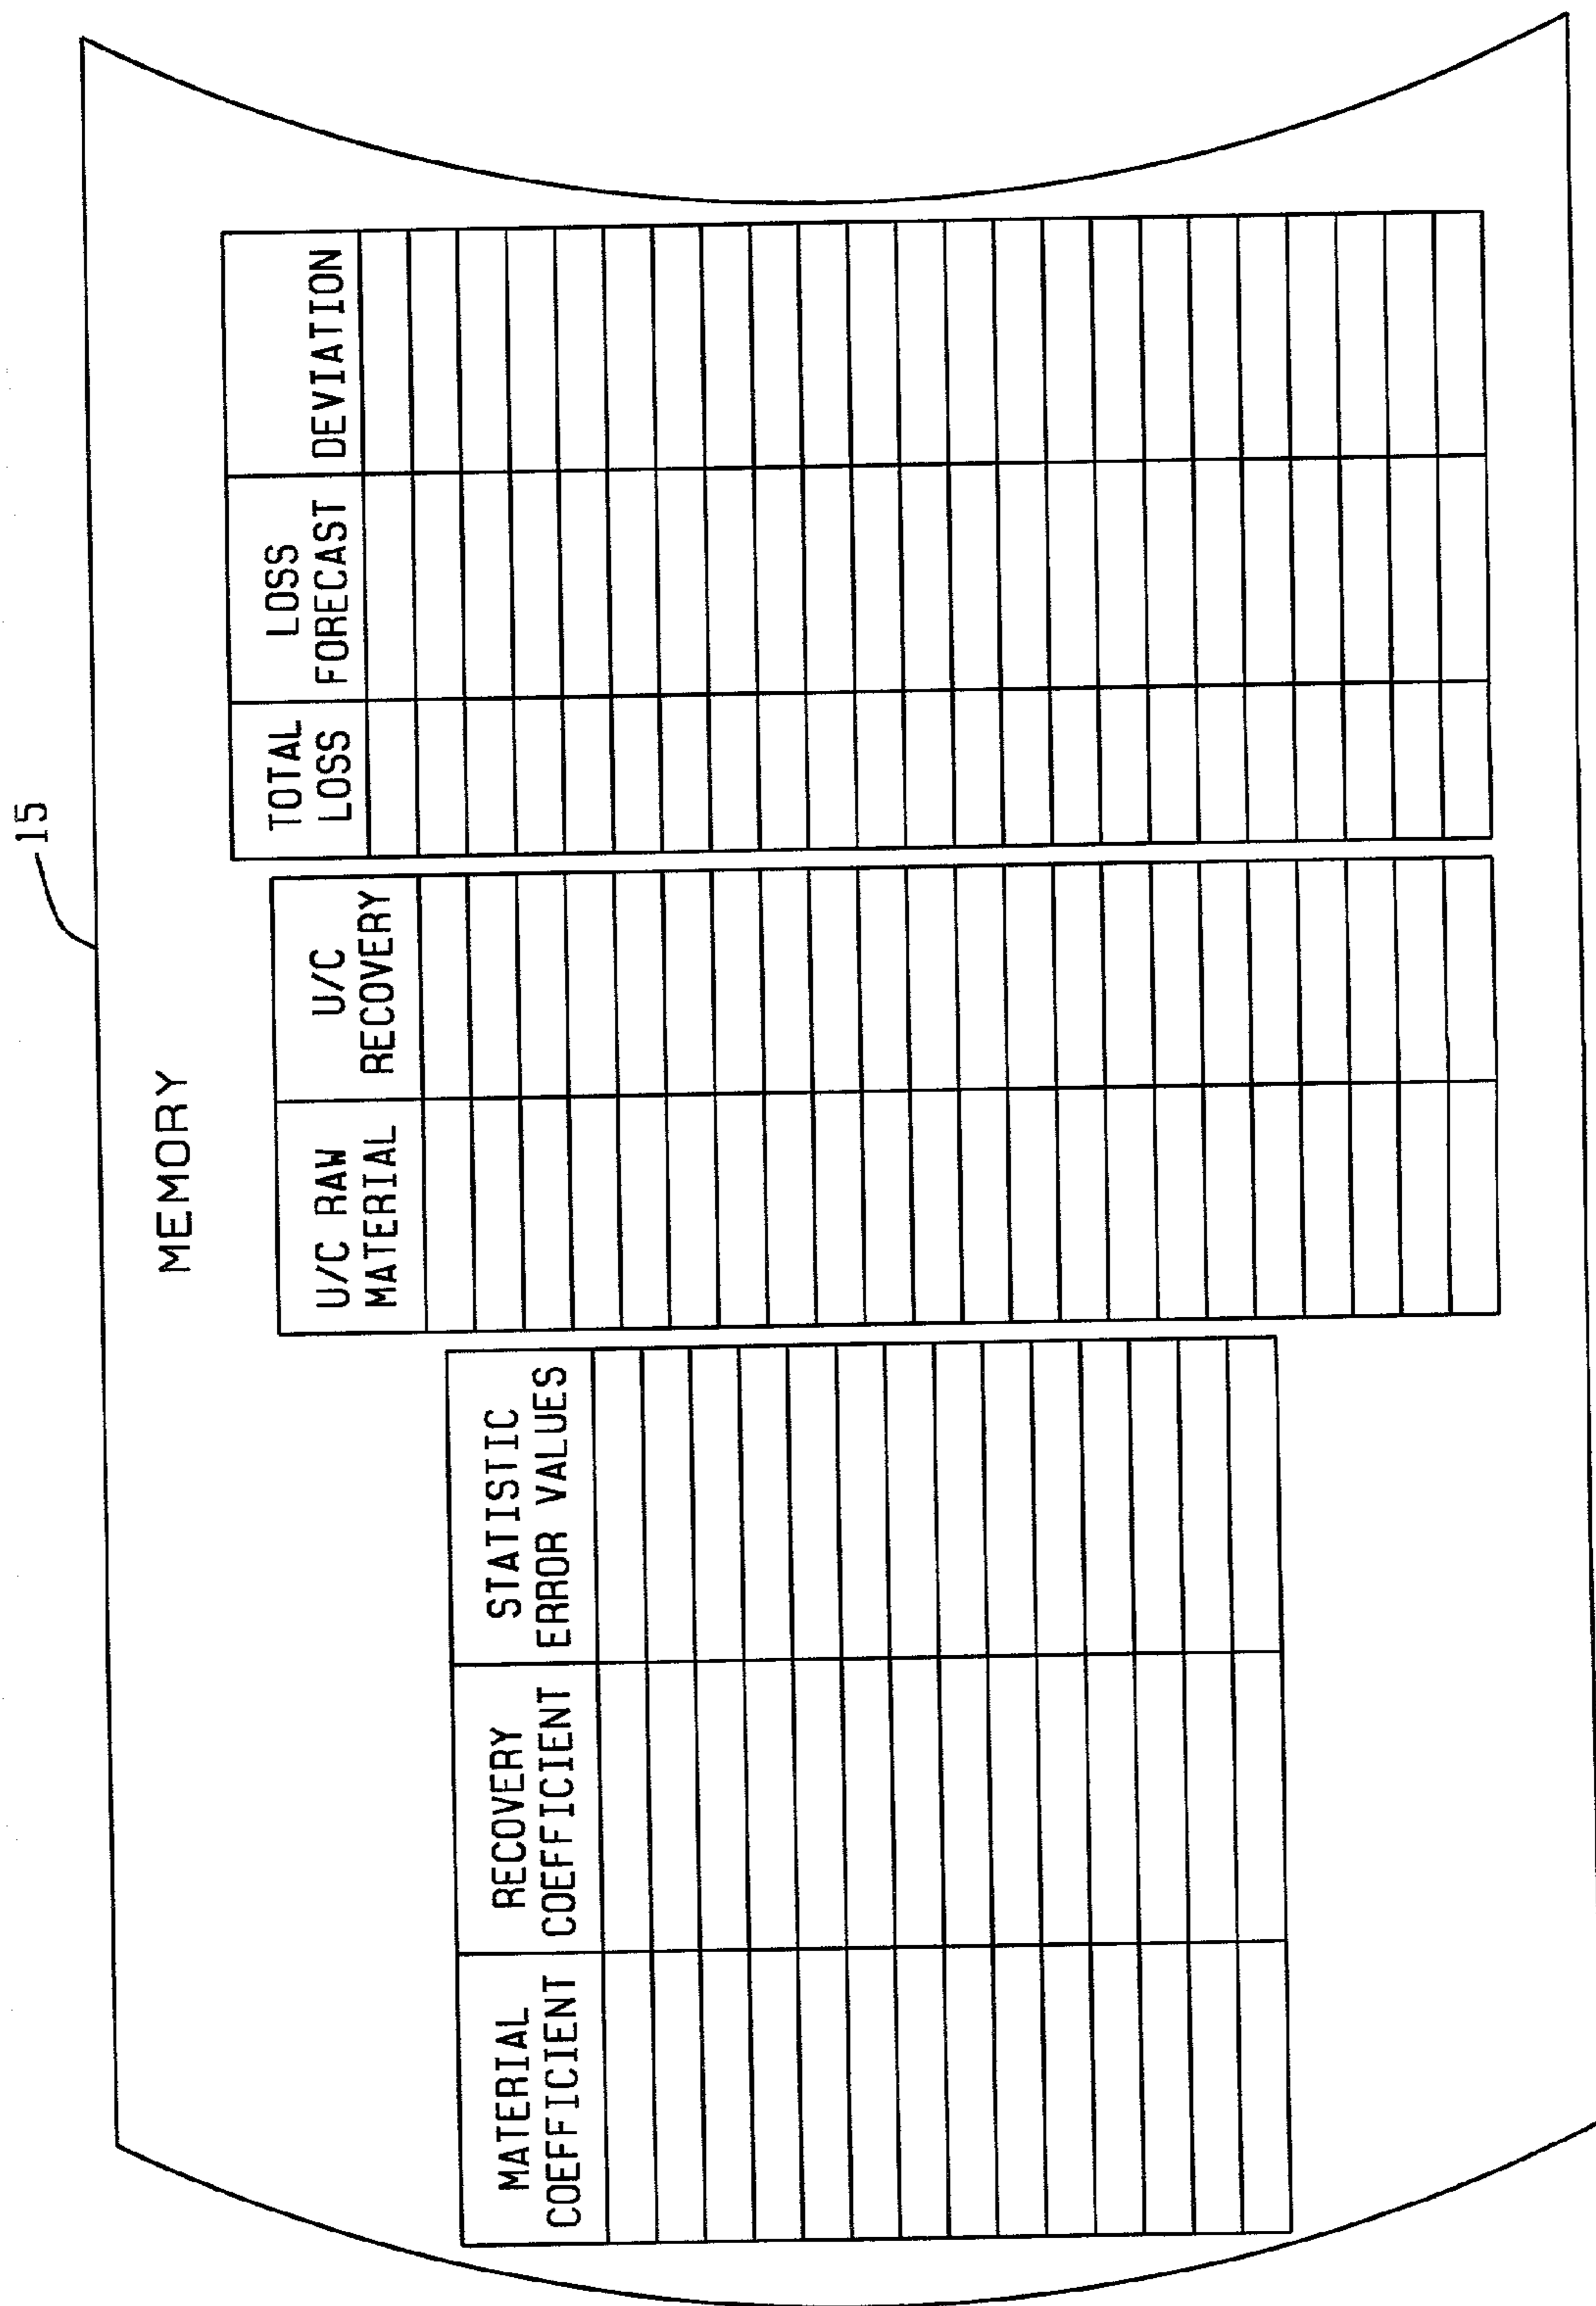 15
MEMORY
MATERIAL
COEFFICIENT
RECOVERY
COEFFICIENT
STATISTIC
ERROR VALUES
U/C RAW
MATERIAL
U/C
RECOVERY
TOTAL
LOSS
LOSS
FORECAST
DEVIATION